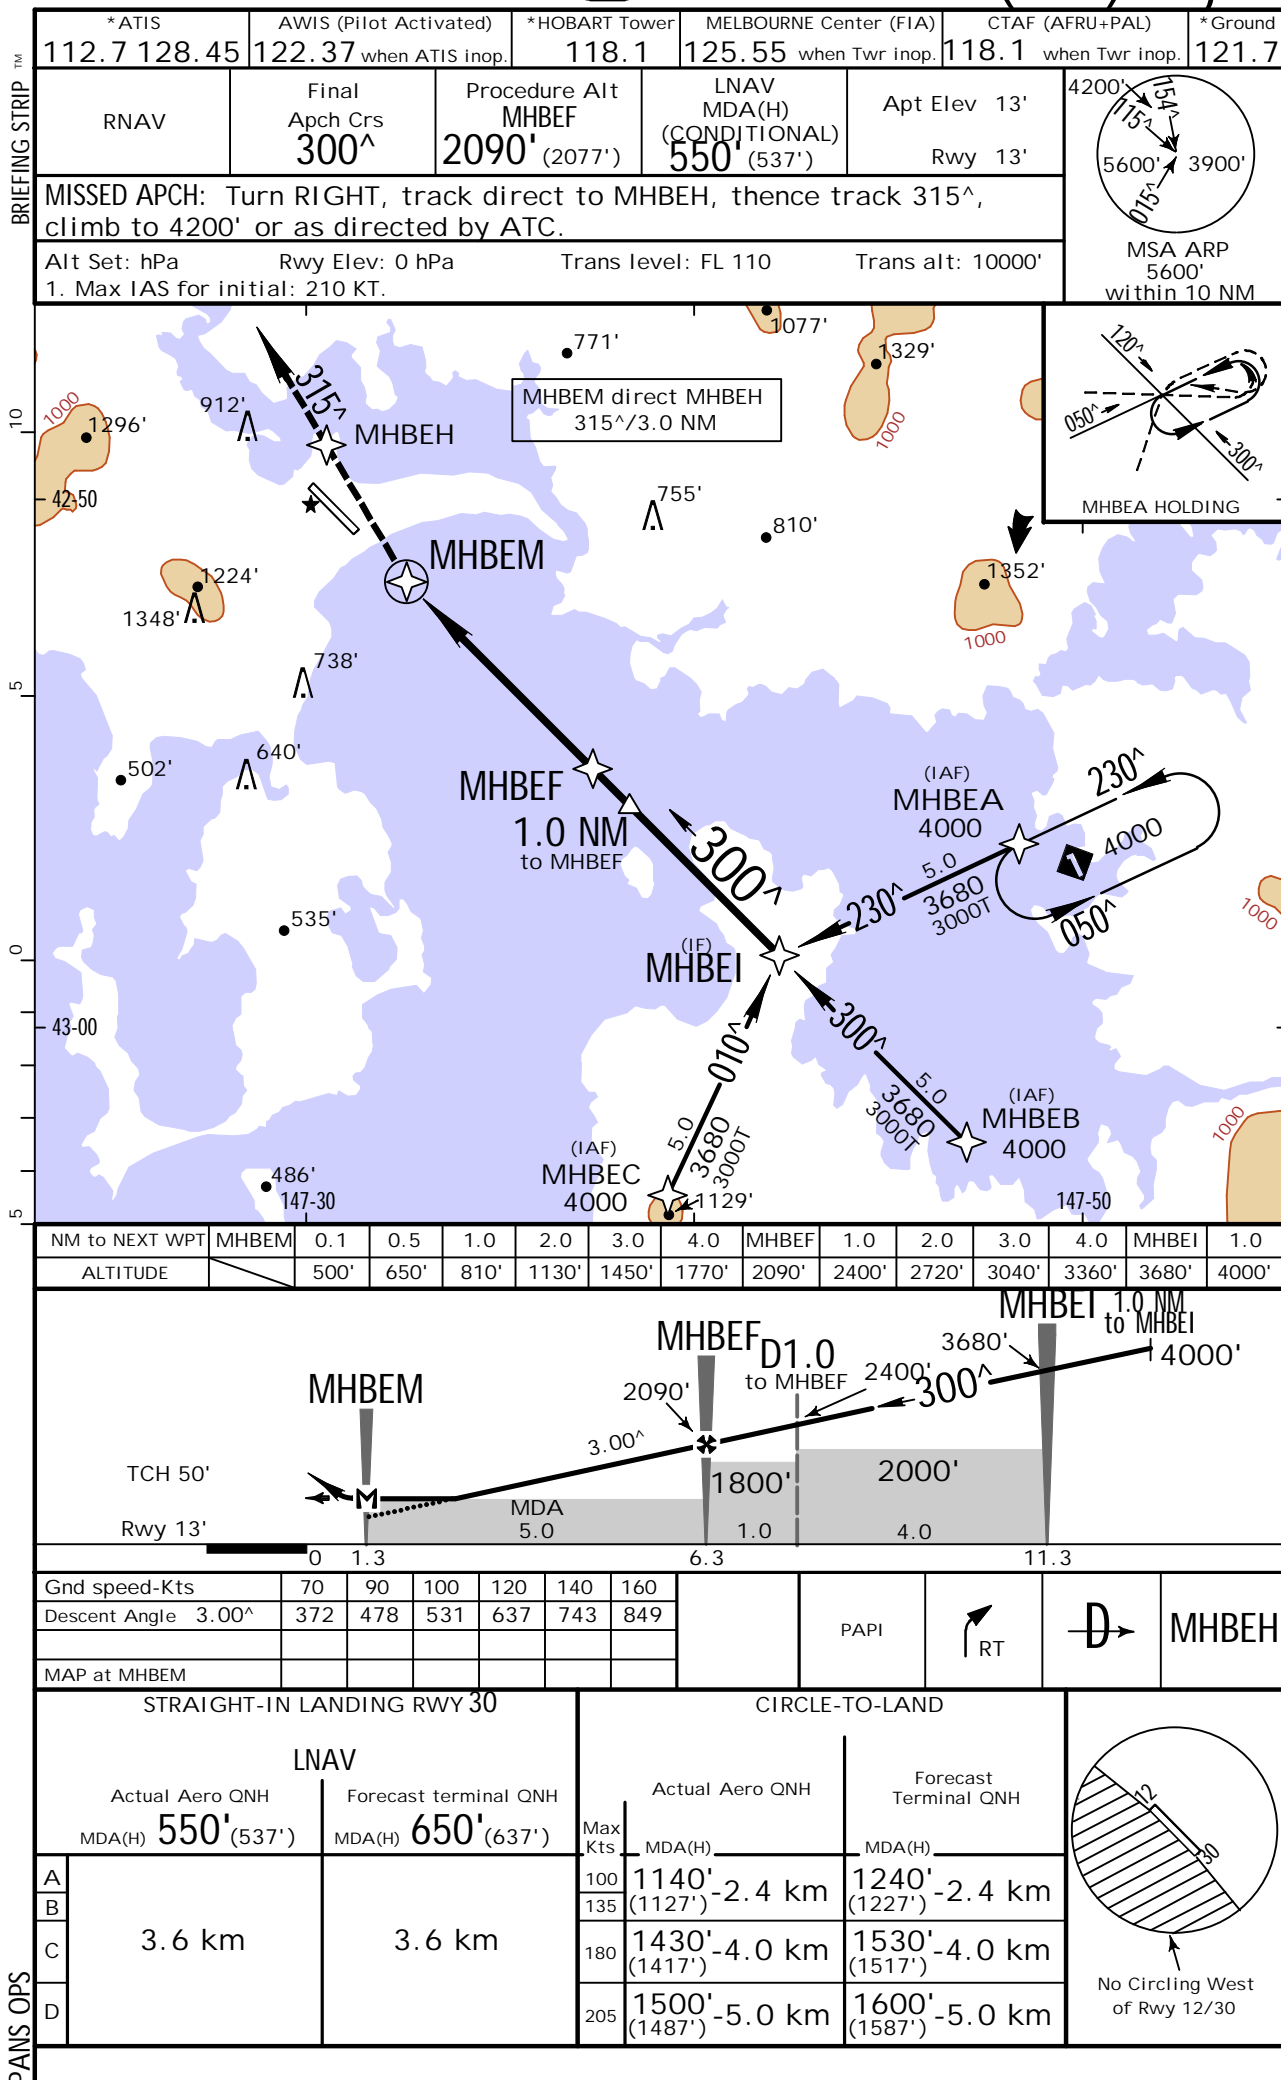 BRIEFING STRIP ™
*ATIS
112.7 128.45
AWIS (Pilot Activated)
122.37 when ATIS inop.
*HOBART Tower
118.1
MELBOURNE Center (FIA)
125.55 when Twr inop.
CTAF (AFRU+PAL)
118.1 when Twr inop.
*Ground
121.7
RNAV
Final
Apch Crs
300^
Procedure Alt
MHBEF
2090' (2077')
LNAV
MDA(H)
(CONDITIONAL)
550' (537')
Apt Elev 13'
Rwy 13'
4200'
154^
115^
5600'
3900'
015^
MSA ARP
5600'
within 10 NM
MISSED APCH: Turn RIGHT, track direct to MHBEH, thence track 315^,
climb to 4200' or as directed by ATC.
Alt Set: hPa Rwy Elev: 0 hPa Trans level: FL 110 Trans alt: 10000'
1. Max IAS for initial: 210 KT.
1077'
771'
1329'
1000
315^
912'
MHBEM direct MHBEH
315^/3.0 NM
120^
050^
300^
MHBEA HOLDING
10
1000
1296'
MHBEH
42-50
755'
810'
MHBEM
1224'
1348'
1352'
1000
738'
5
640'
502'
MHBEF
1.0 NM
to MHBEF
300^
(IAF)
MHBEA
4000
230^
4000
1
050^
5.0
230^
3680
3000T
1000
535'
0
(IF)
MHBEI
43-00
010^
5.0
3680
3000T
300^
5.0
3680
3000T
(IAF)
MHBEB
4000
1000
(IAF)
MHBEC
4000
1129'
486'
147-30
147-50
5
NM to NEXT WPT MHBEM 0.1 0.5 1.0 2.0 3.0 4.0 MHBEF 1.0 2.0 3.0 4.0 MHBEI 1.0
ALTITUDE 500' 650' 810' 1130' 1450' 1770' 2090' 2400' 2720' 3040' 3360' 3680' 4000'
MHBEI
1.0 NM
to MHBEI
MHBEF
D1.0
to MHBEF
3680'
4000'
2400'
300^
MHBEM
2090'
3.00^
TCH 50'
M
1800'
2000'
MDA
Rwy 13'
5.0
1.0
4.0
0 1.3 6.3 11.3
Gnd speed-Kts 70 90 100 120 140 160
Descent Angle 3.00^ 372 478 531 637 743 849
MAP at MHBEM
PAPI
RT
D
MHBEH
STRAIGHT-IN LANDING RWY 30
LNAV
Actual Aero QNH
MDA(H) 550' (537')
Forecast terminal QNH
MDA(H) 650' (637')
A
B
C
D
3.6 km
3.6 km
CIRCLE-TO-LAND
Max
Kts
Actual Aero QNH
MDA(H)
Forecast
Terminal QNH
MDA(H)
100
135
1140'
(1127')
-2.4 km
1240'
(1227')
-2.4 km
180
1430'
(1417')
-4.0 km
1530'
(1517')
-4.0 km
205
1500'
(1487')
-5.0 km
1600'
(1587')
-5.0 km
12
30
No Circling West
of Rwy 12/30
PANS OPS